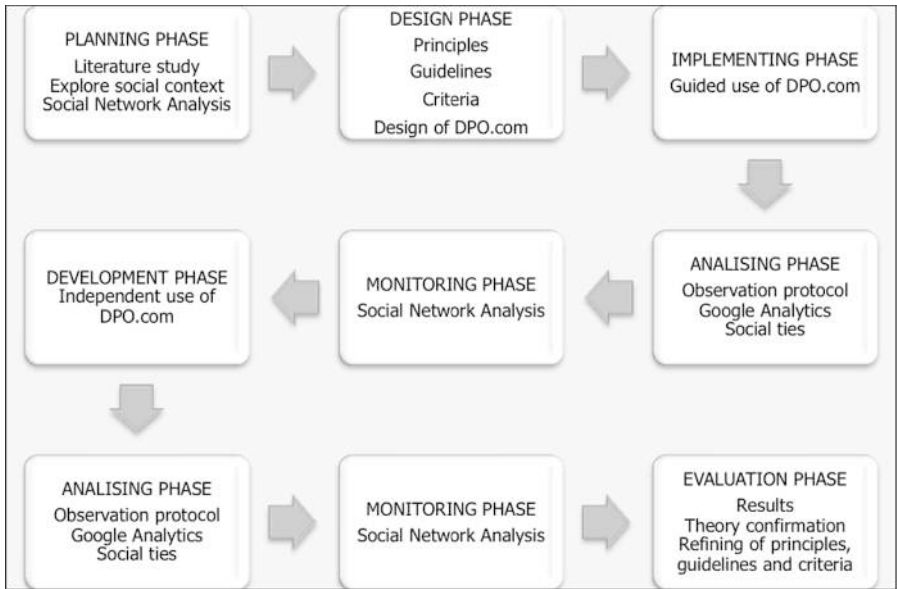 PLANNING PHASE
Literature study
Explore social context
Social Network Analysis
DESIGN PHASE
Principles
Guidelines
Criteria
Design of DPO.com
IMPLEMENTING PHASE
Guided use of DPO.com
ANALISING PHASE
Observation protocol
Google Analytics
Social ties
MONITORING PHASE
Social Network Analysis
DEVELOPMENT PHASE
Independent use of
DPO.com
ANALISING PHASE
Observation protocol
Google Analytics
Social ties
MONITORING PHASE
Social Network Analysis
EVALUATION PHASE
Results
Theory confirmation
Refining of principles,
guidelines and criteria